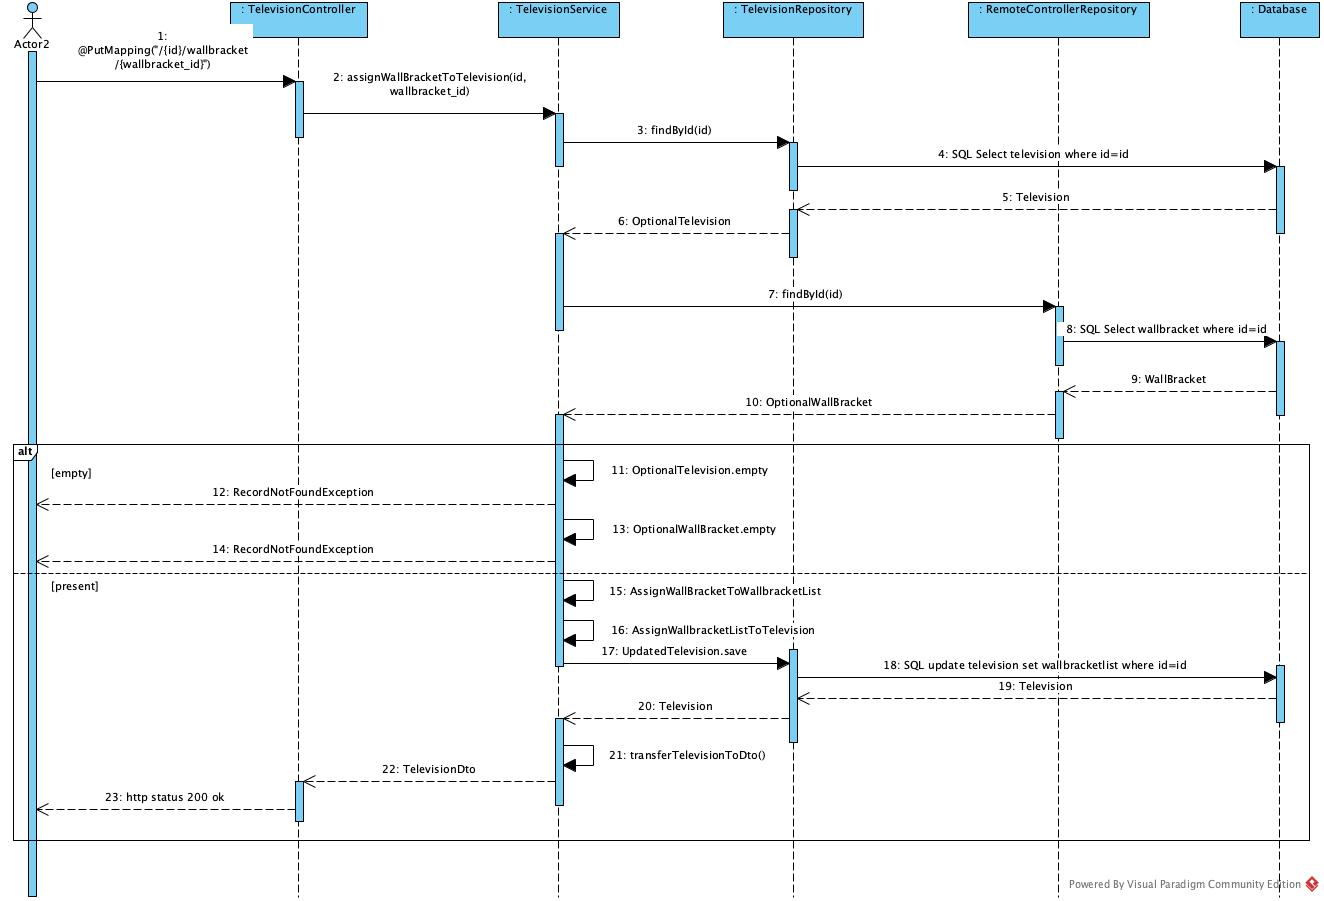 : TelevisionController
: TelevisionService
: TelevisionRepository
: RemoteControllerRepository
: Database
Actor2
1:
@PutMapping("/{id}/wallbracket
/{wallbracket_id}")
2: assignWallBracketToTelevision(id,
wallbracket_id)
3: findById(id)
4: SQL Select television where id=id
5: Television
6: OptionalTelevision
7: findById(id)
8: SQL Select wallbracket where id=id
9: WallBracket
10: OptionalWallBracket
alt
[empty]
11: OptionalTelevision.empty
12: RecordNotFoundException
13: OptionalWallBracket.empty
14: RecordNotFoundException
[present]
15: AssignWallBracketToWallbracketList
16: AssignWallbracketListToTelevision
17: UpdatedTelevision.save
18: SQL update television set wallbracketlist where id=id
19: Television
20: Television
21: transferTelevisionToDto()
22: TelevisionDto
23: http status 200 ok
Powered By Visual Paradigm Community Edition